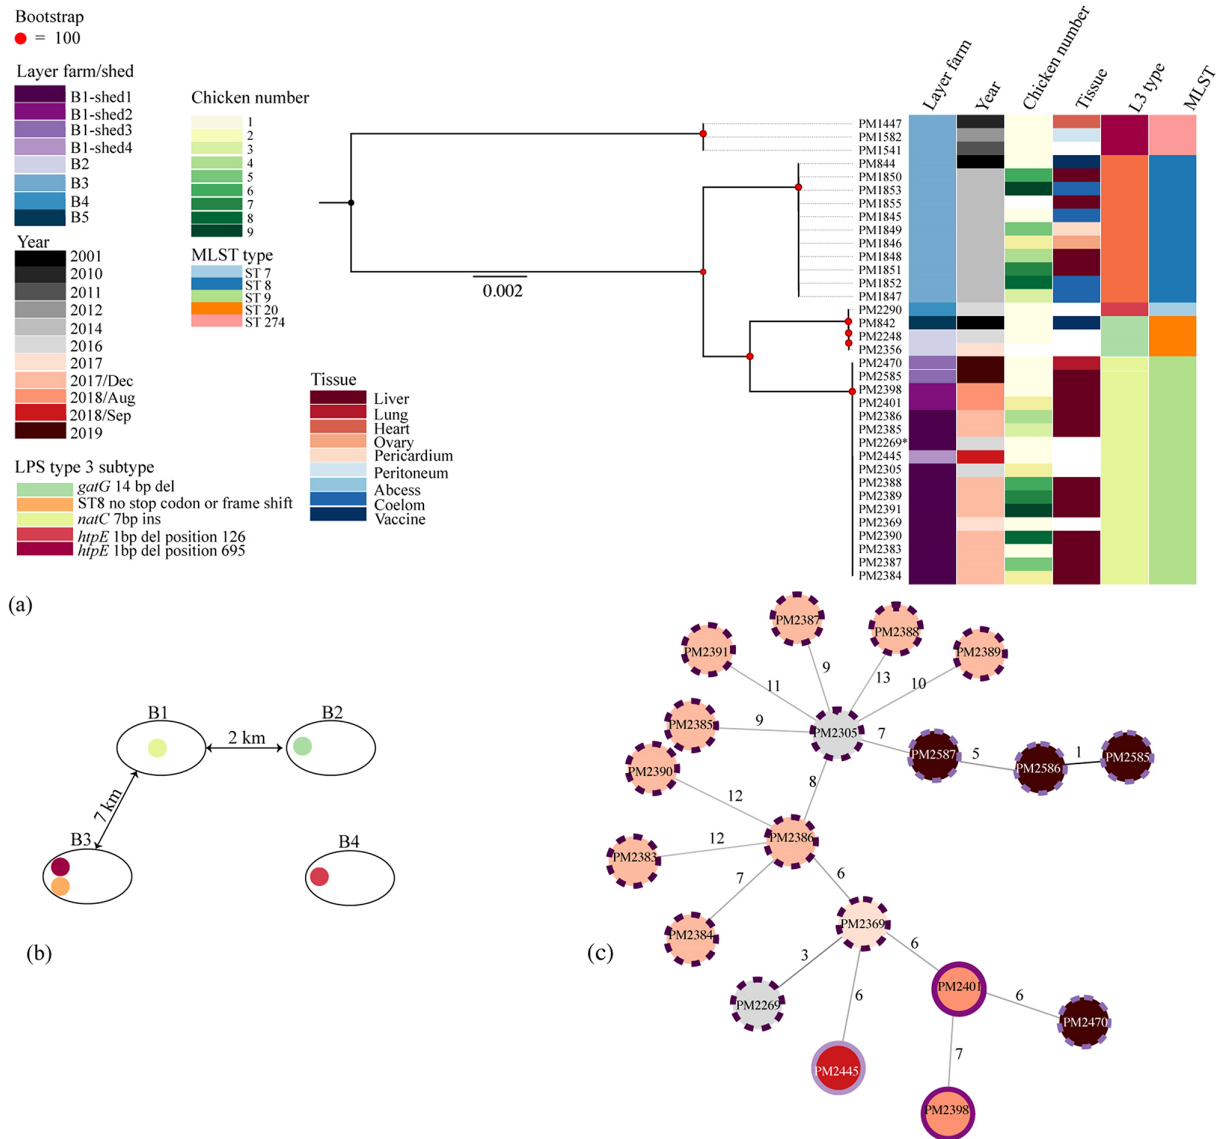 Bootstrap
= 100
Layer farm/shed
B1-shed1
B1-shed2
B1-shed3
B1-shed4
B2
B3
B4
B5
Year
2001
2010
2011
2012
2014
2016
2017
2017/Dec
2018/Aug
2018/Sep
2019
LPS type 3 subtype
gatG 14 bp del
ST8 no stop codon or frame shift
natC 7bp ins
htpE 1bp del position 126
htpE 1bp del position 695
Chicken number
1
2
3
4
5
6
7
8
9
MLST type
ST 7
ST 8
ST 9
ST 20
ST 274
Tissue
Liver
Lung
Heart
Ovary
Pericardium
Peritoneum
Abcess
Coelom
Vaccine
0.002
Layer farm
Year
Chicken number
Tissue
L3 type
MLST
PM1447
PM1582
PM1541
PM844
PM1850
PM1853
PM1855
PM1845
PM1849
PM1846
PM1848
PM1851
PM1852
PM1847
PM2290
PM842
PM2248
PM2356
PM2470
PM2585
PM2398
PM2401
PM2386
PM2385
PM2269*
PM2445
PM2305
PM2388
PM2389
PM2391
PM2369
PM2390
PM2383
PM2387
PM2384
(a)
B1
B2
2 km
7 km
B3
B4
(b)
PM2387
PM2388
PM2391
PM2389
9
13
11
10
PM2385
9
PM2305
7
PM2587
5
PM2586
1
PM2585
PM2390
8
12
PM2386
12
PM2383
7
6
PM2384
PM2369
(c)
3
6
6
PM2269
PM2401
6
PM2470
7
PM2445
PM2398